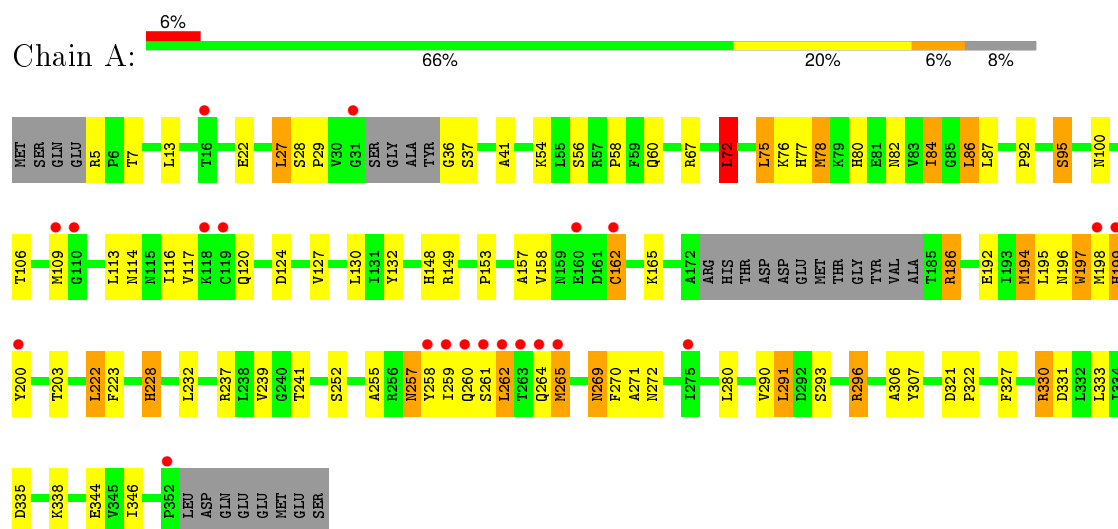 6%
Chain A:
66% 20% 6% 8%
MET SER GLN GLU R5 P6 T7 L13 T16 E22 L27 S28 P29 V30 G31 SER GLY ALA TYR G36 S37 A41 K54 L55 S56 R57 P58 F59 Q60 R67 L72 L75 K76 H77 M78 K79 H80 E81 N82 V83 I84 G85 L86 L87 P92 S95 N100
T106 M109 G110 L113 N114 N115 I116 V117 K118 C119 Q120 D124 V127 L130 I131 Y132 H148 R149 P153 A157 V158 N159 E160 D161 C162 K165 A172 ARG HIS THR ASP ASP GLU MET THR GLY TYR VAL ALA T185 R186 E192 I193 M194 L195 N196 W197 M198 H199
Y200 T203 L222 F223 H228 L232 R237 L238 V239 G240 T241 S252 A255 R256 N257 Y258 I259 Q260 S261 L262 T263 Q264 M265 N269 F270 A271 N272 I275 L280 V290 L291 D292 S293 R296 A306 Y307 D321 P322 F327 R330 D331 L332 L333 I334
D335 K338 E344 V345 I346 P352 LEU ASP GLN GLU GLU MET GLU SER